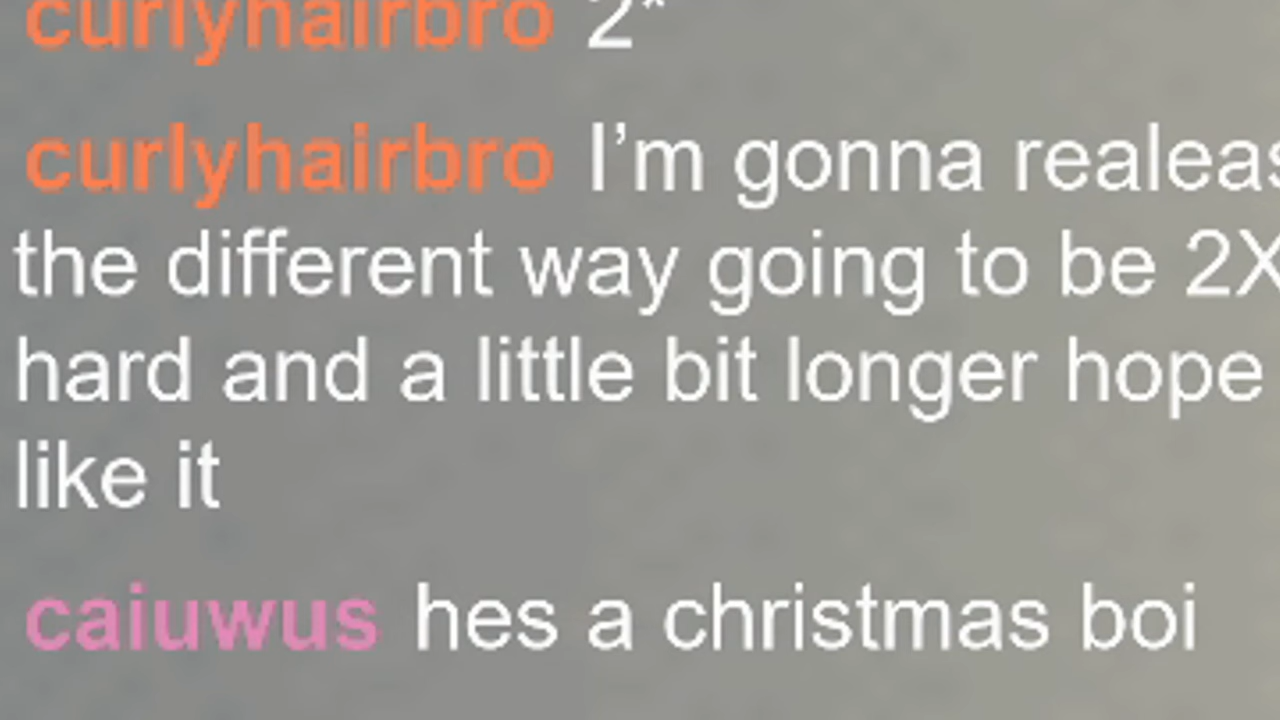 curlyhairbro 2*
curlyhairbro I'm gonna
the different way going to be 2X
hard and a little bit longer hope
like it
caiuwus hes a christmas boi